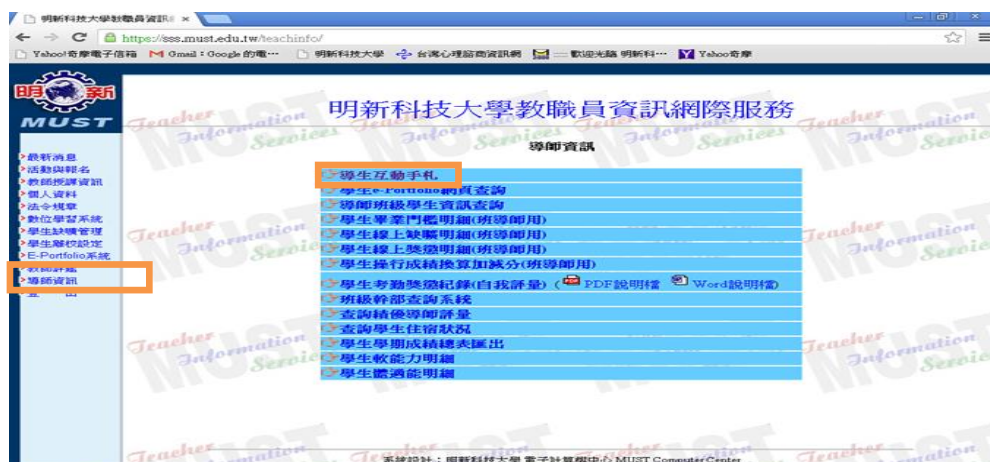 明新科技大學教職員資訊 ×
https://sss.must.edu.tw/teachinfo/
Yahoo!奇摩電子信箱 Gmail：Google 的電… 明新科技大學 台灣心理諮商資訊網 歡迎光臨 明新科… Yahoo奇摩
明 新
MUST
明新科技大學教職員資訊網際服務
導師資訊
最新消息
活動與報名
教師授課資訊
個人資料
法令規章
數位學習系統
學生缺曠管理
學生離校設定
E-Portfolio系統
教師評鑑
導師資訊
登 出
導生互動手札
學生e-Portfolio網頁查詢
導師班級學生資訊查詢
學生畢業門檻明細(班導師用)
學生線上缺曠明細(班導師用)
學生線上獎懲明細(班導師用)
學生操行成績換算加減分(班導師用)
學生考勤獎懲紀錄(自我評量) ( PDF說明檔 Word說明檔)
班級幹部查詢系統
查詢績優導師評量
查詢學生住宿狀況
學生學期成績總表匯出
學生軟能力明細
學生體適能明細
系統設計：明新科技大學 電子計算機中心 MUST Computer Center